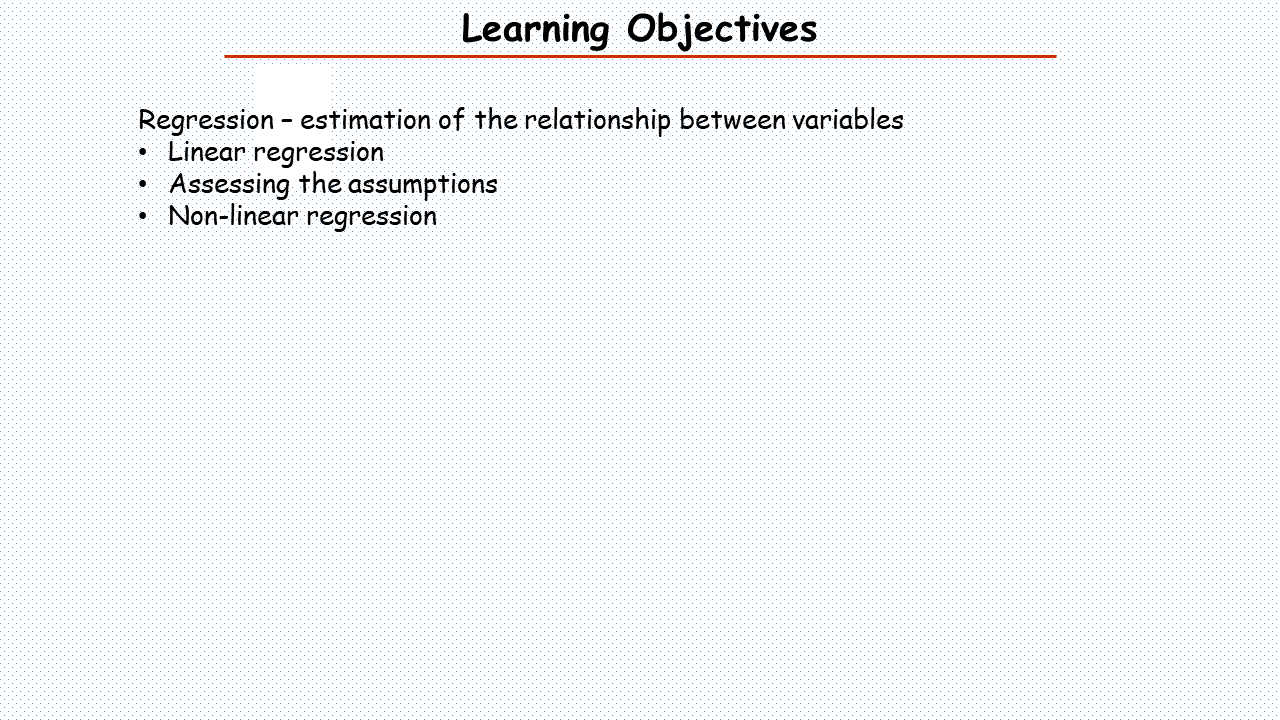 Learning Objectives
Regression – estimation of the relationship between variables
• Linear regression
• Assessing the assumptions
• Non-linear regression